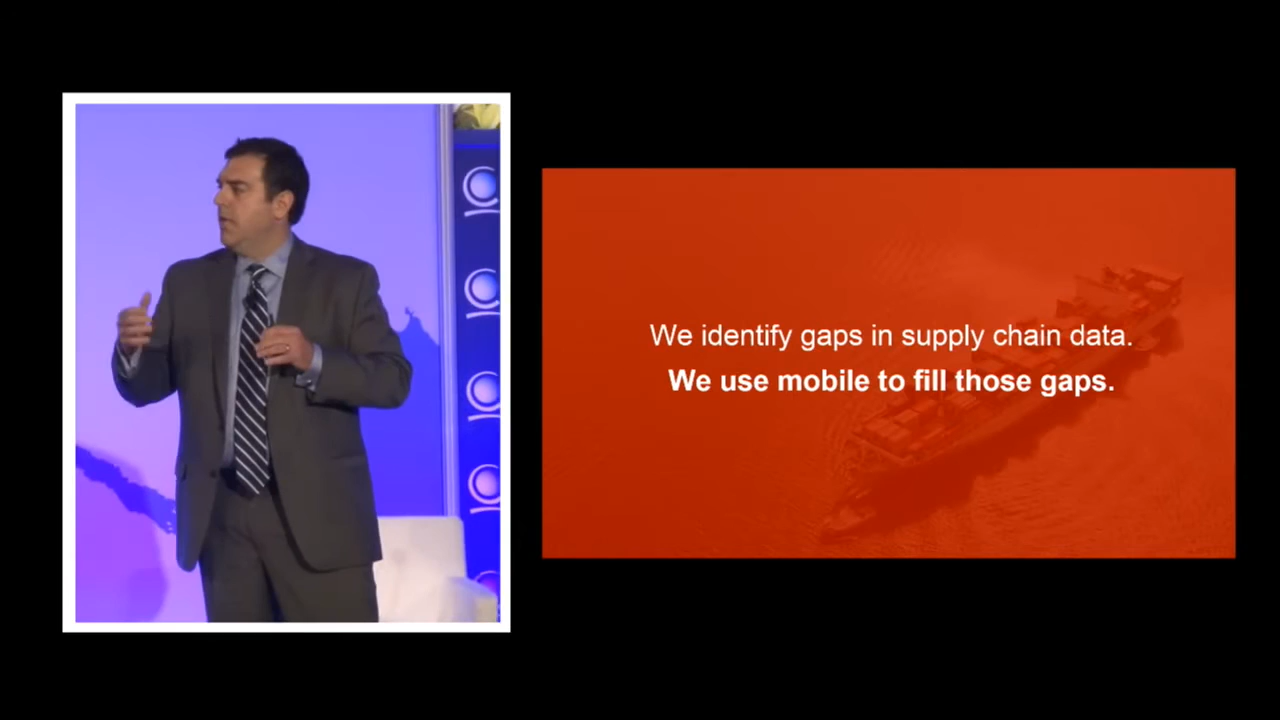 We identify gaps in supply chain data.
We use mobile to fill those gaps.